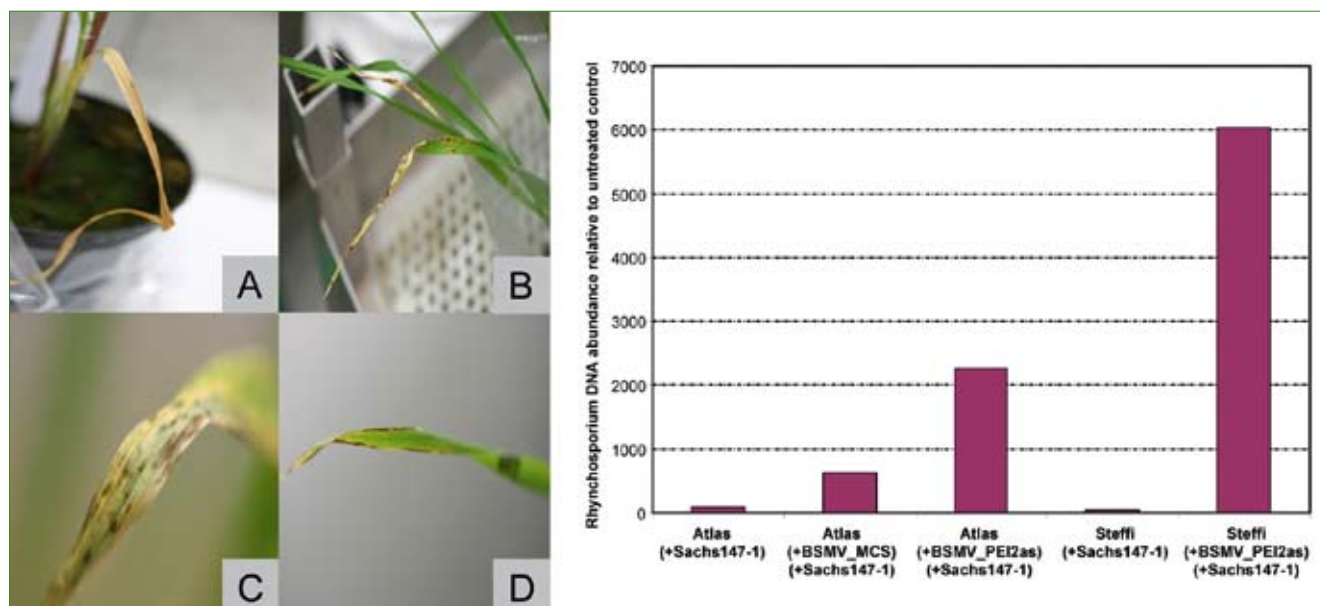 A
B
C
D
Rhynchosporium DNA abundance relative to untreated control
7000
6000
5000
4000
3000
2000
1000
0
Atlas
(+Sachs147-1)
Atlas
(+BSMV_MCS)
(+Sachs147-1)
Atlas
(+BSMV_PEI2as)
(+Sachs147-1)
Steffi
(+Sachs147-1)
Steffi
(+BSMV_PEI2as)
(+Sachs147-1)